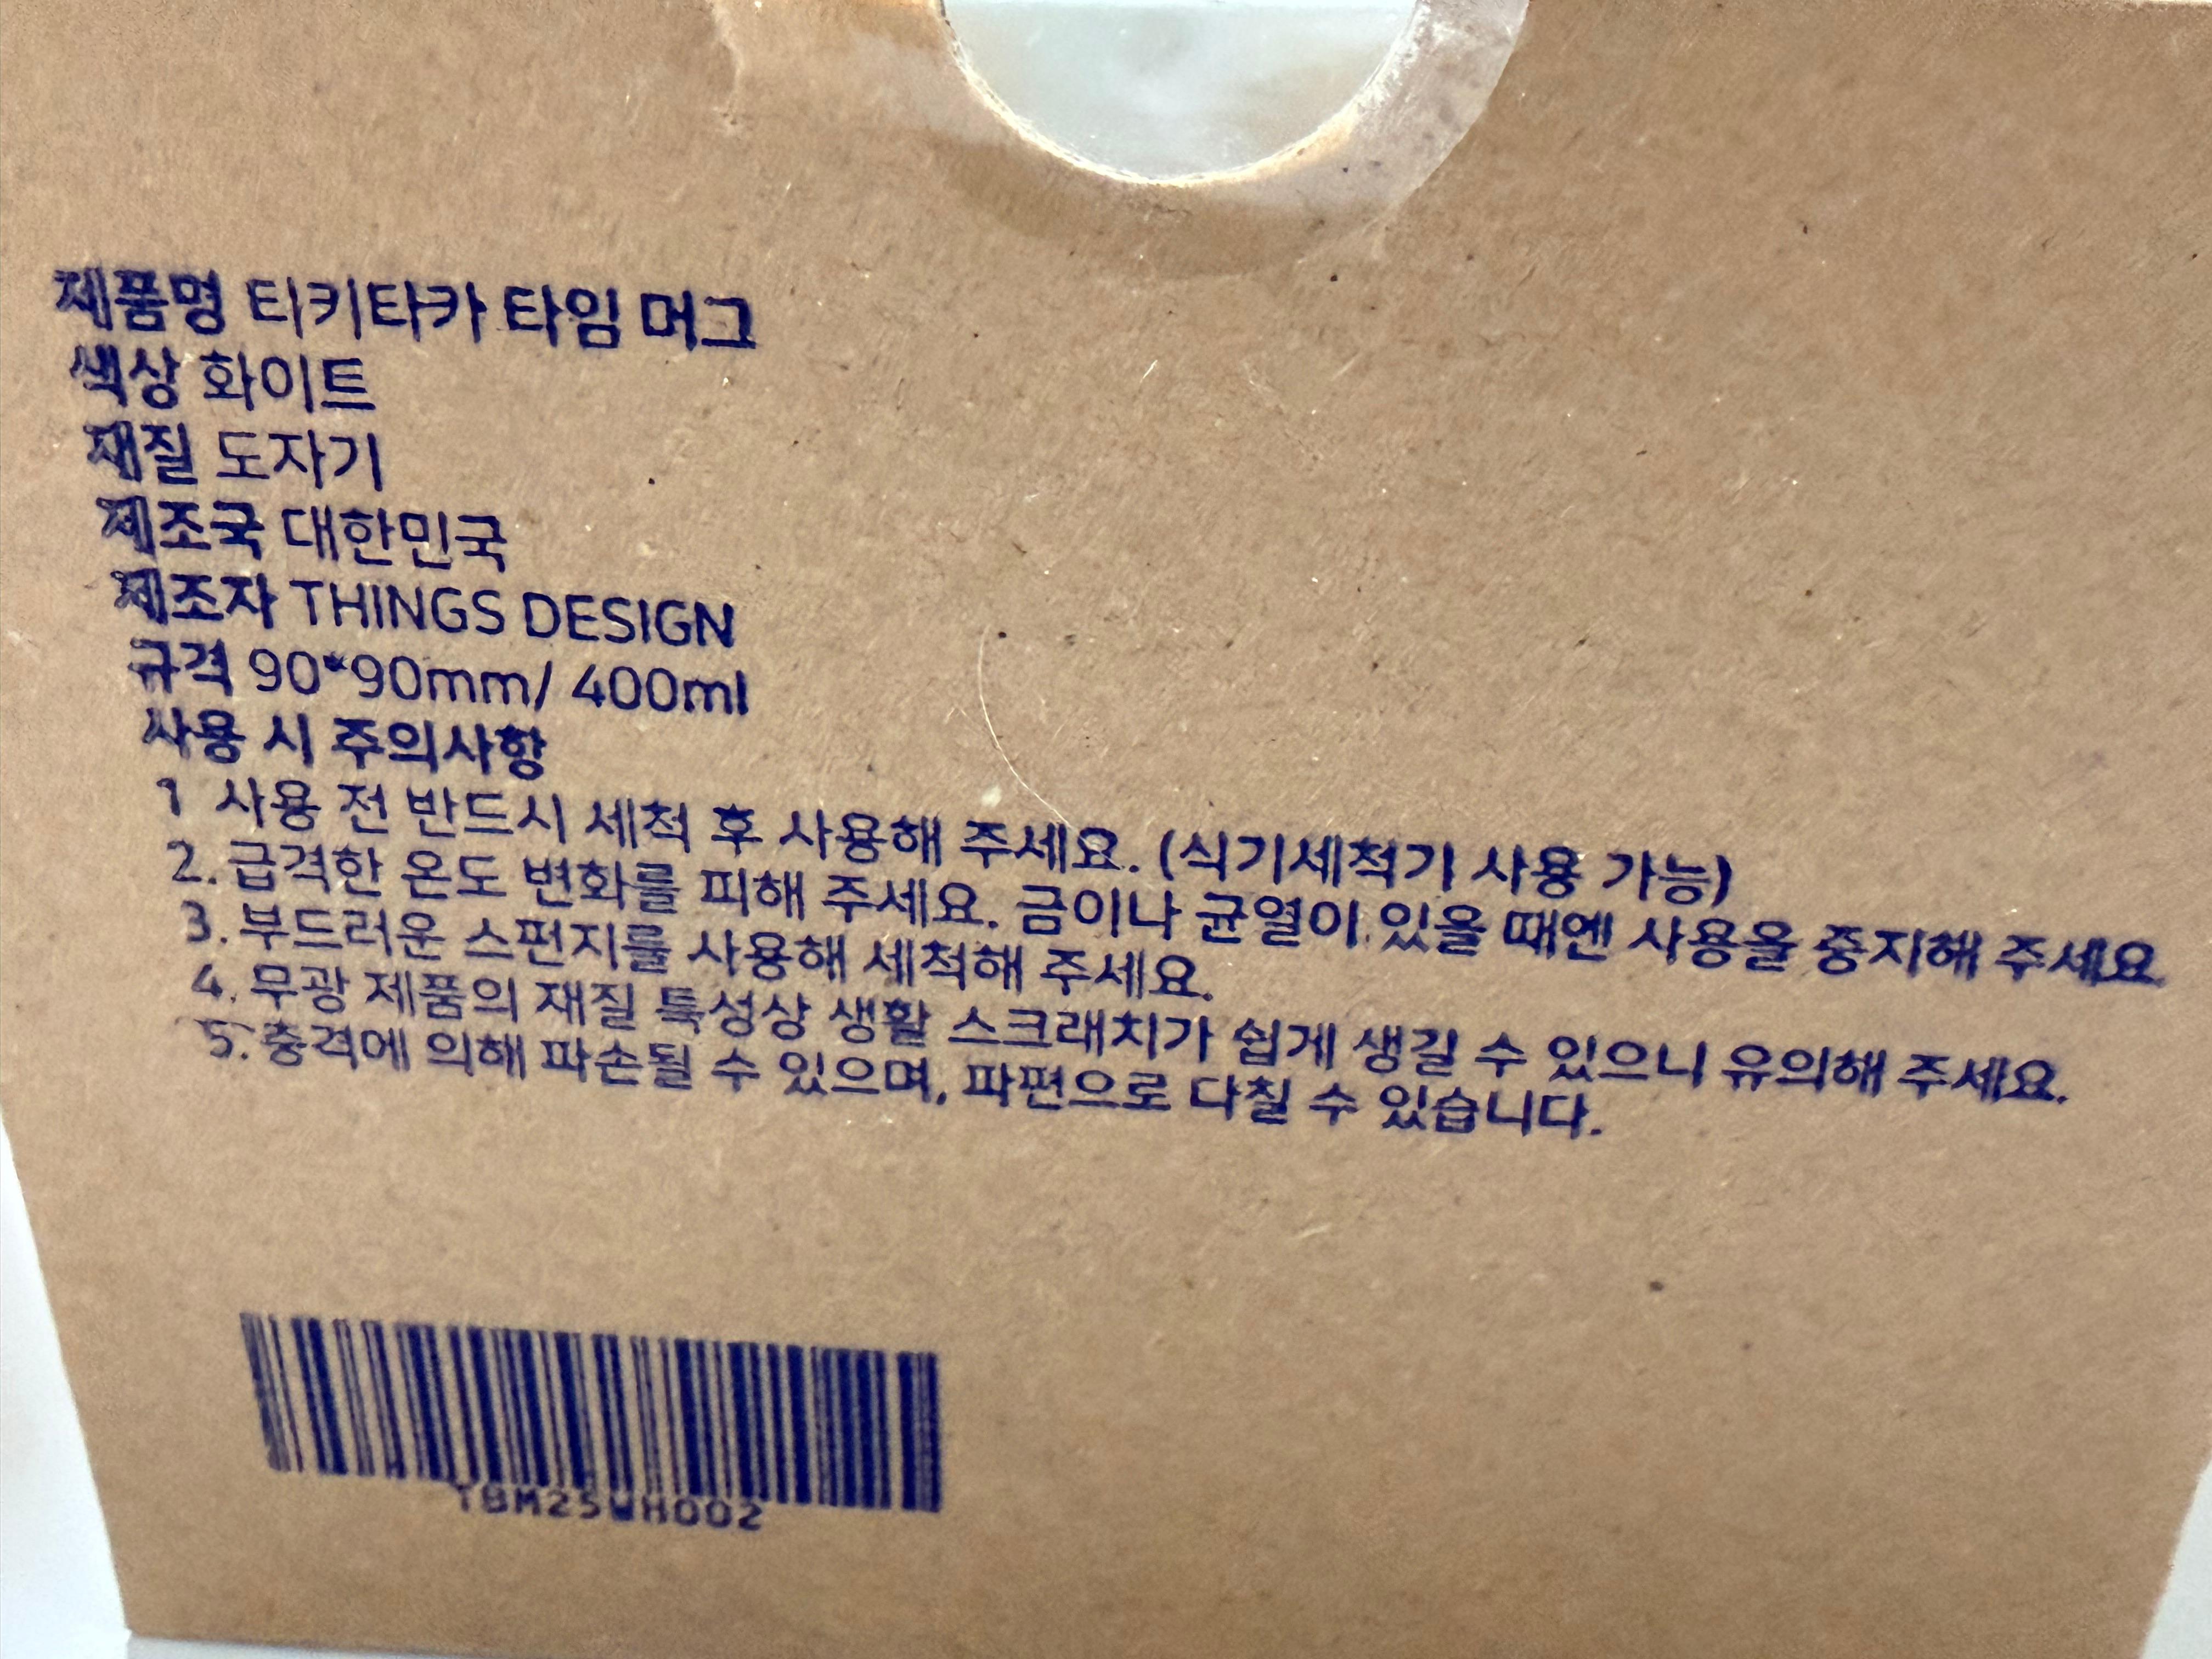 제품명 티키타카 타임 머그
색상 화이트
재질 도자기
제조국 대한민국
제조자 THINGS DESIGN
규격 90*90mm/ 400ml
사용 시 주의사항
1 사용 전 반드시 세척 후 사용해 주세요. (식기세척기 사용 가능)
2. 급격한 온도 변화를 피해 주세요. 금이나 균열이 있을 때엔 사용을 중지해 주세요
3. 부드러운 스펀지를 사용해 세척해 주세요.
4. 무광 제품의 재질 특성상 생활 스크래치가 쉽게 생길 수 있으니 유의해 주세요.
5. 충격에 의해 파손될 수 있으며, 파편으로 다칠 수 있습니다.
TBM25WH002